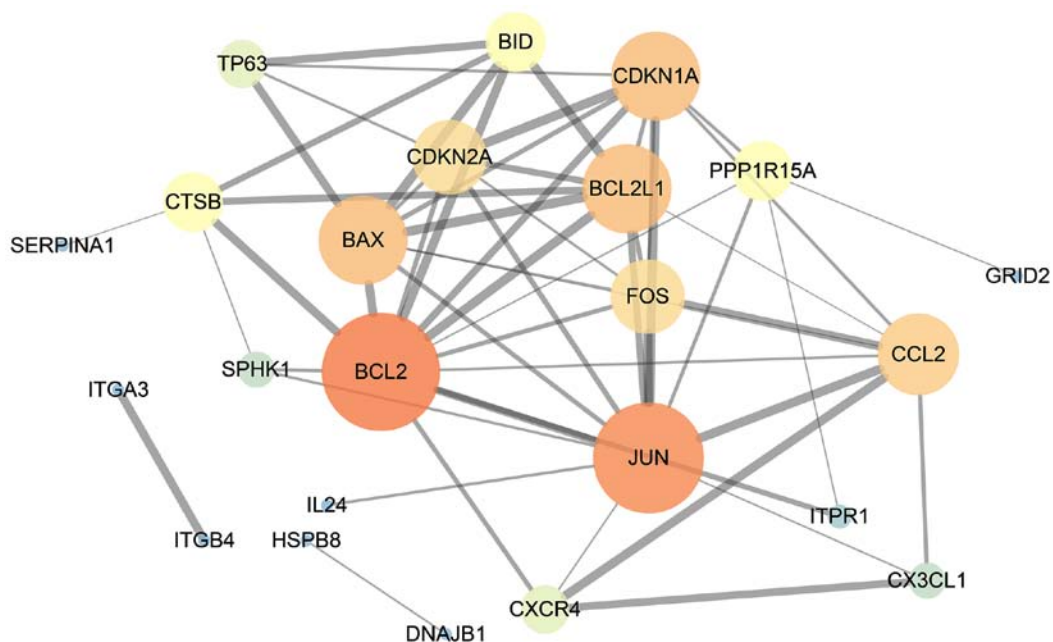 BID
TP63
CDKN1A
CDKN2A
PPP1R15A
BCL2L1
CTSB
BAX
SERPINA1
GRID2
FOS
CCL2
SPHK1
BCL2
ITGA3
JUN
IL24
ITPR1
ITGB4
HSPB8
CX3CL1
CXCR4
DNAJB1